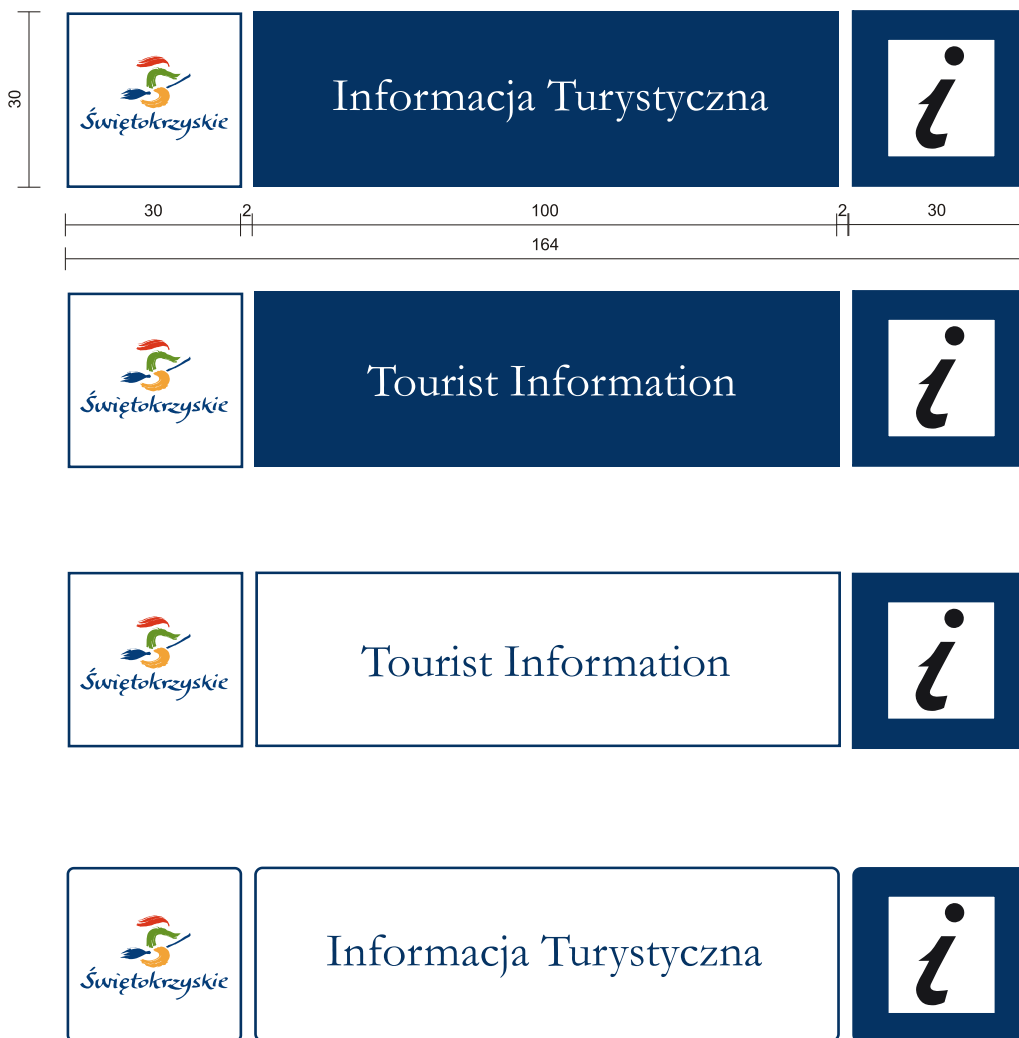 30
Świętokrzyskie
Informacja Turystyczna
i
30 2 100 2 30
164
Świętokrzyskie
Tourist Information
i
Świętokrzyskie
Tourist Information
i
Świętokrzyskie
Informacja Turystyczna
i